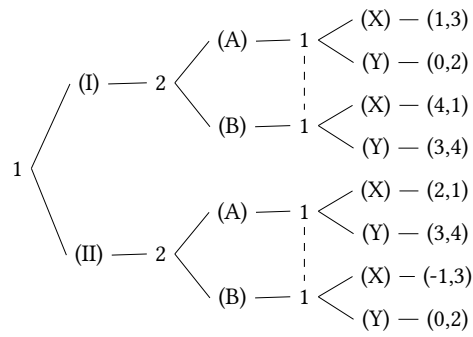 (X) — (1,3)
(A) — 1
(Y) — (0,2)
(I) — 2
(X) — (4,1)
(B) — 1
(Y) — (3,4)
1
(X) — (2,1)
(A) — 1
(Y) — (3,4)
(II) — 2
(X) — (-1,3)
(B) — 1
(Y) — (0,2)